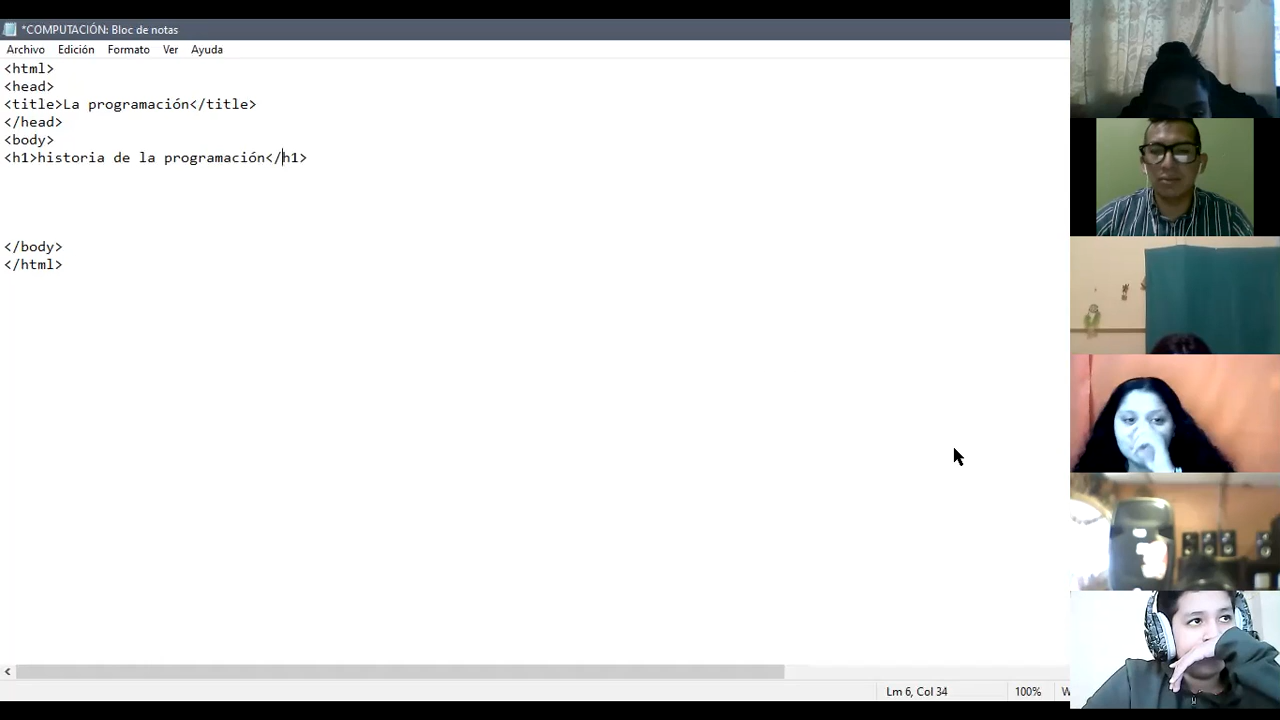 *COMPUTACIÓN: Bloc de notas
Archivo Edición Formato Ver Ayuda
<html>
<head>
<title>La programación</title>
</head>
<body>
<h1>historia de la programación</h1>
</body>
</html>
Lm 6, Col 34 100% W